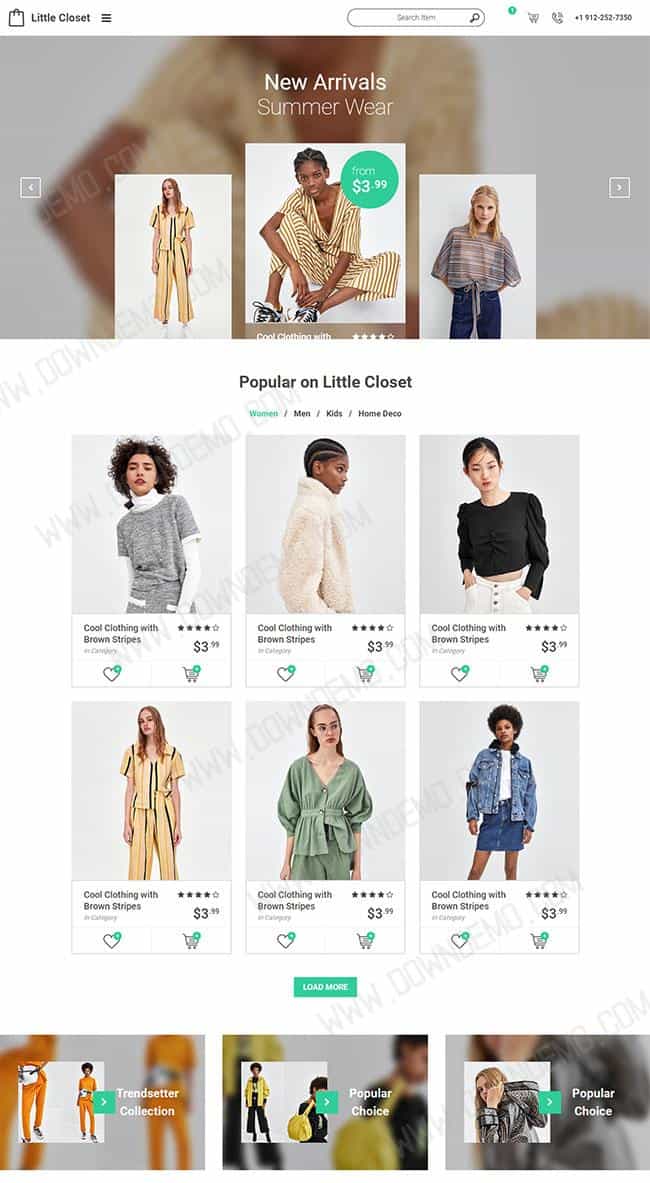 Little Closet
Search Item
1
+1 912-252-7350
New Arrivals
Summer Wear
from
$3.99
Cool Clothing with
Popular on Little Closet
Women / Men / Kids / Home Deco
Cool Clothing with
Brown Stripes
In Category
$3.99
Cool Clothing with
Brown Stripes
In Category
$3.99
Cool Clothing with
Brown Stripes
In Category
$3.99
Cool Clothing with
Brown Stripes
In Category
$3.99
Cool Clothing with
Brown Stripes
In Category
$3.99
Cool Clothing with
Brown Stripes
In Category
$3.99
LOAD MORE
Trendsetter
Collection
Popular
Choice
Popular
Choice
WWW.DOWNDEMO.COM